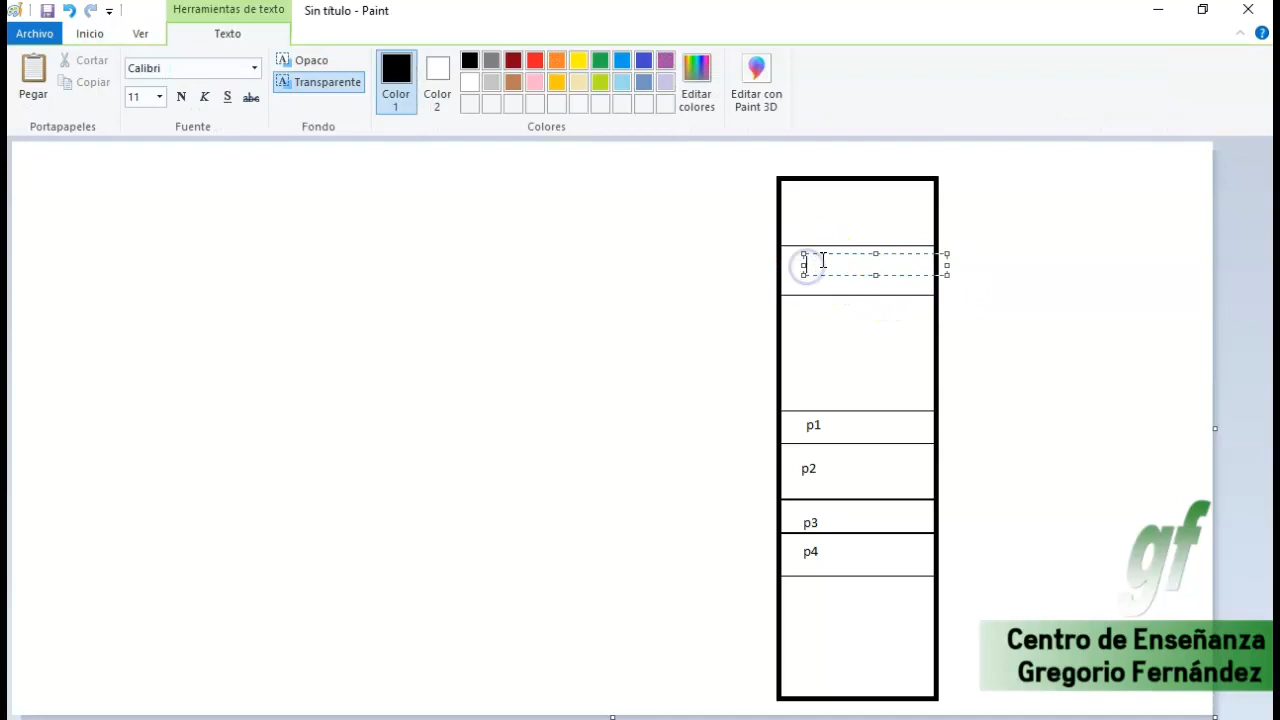 Herramientas de texto
Sin título - Paint
Archivo
Inicio
Ver
Texto
Pegar
Cortar
Copiar
Portapapeles
Calibri
11
N K S abc
Fuente
Opaco
Transparente
Fondo
Color
1
Color
2
Editar
colores
Colores
Editar con
Paint 3D
p1
p2
p3
p4
gf
Centro de Enseñanza
Gregorio Fernández